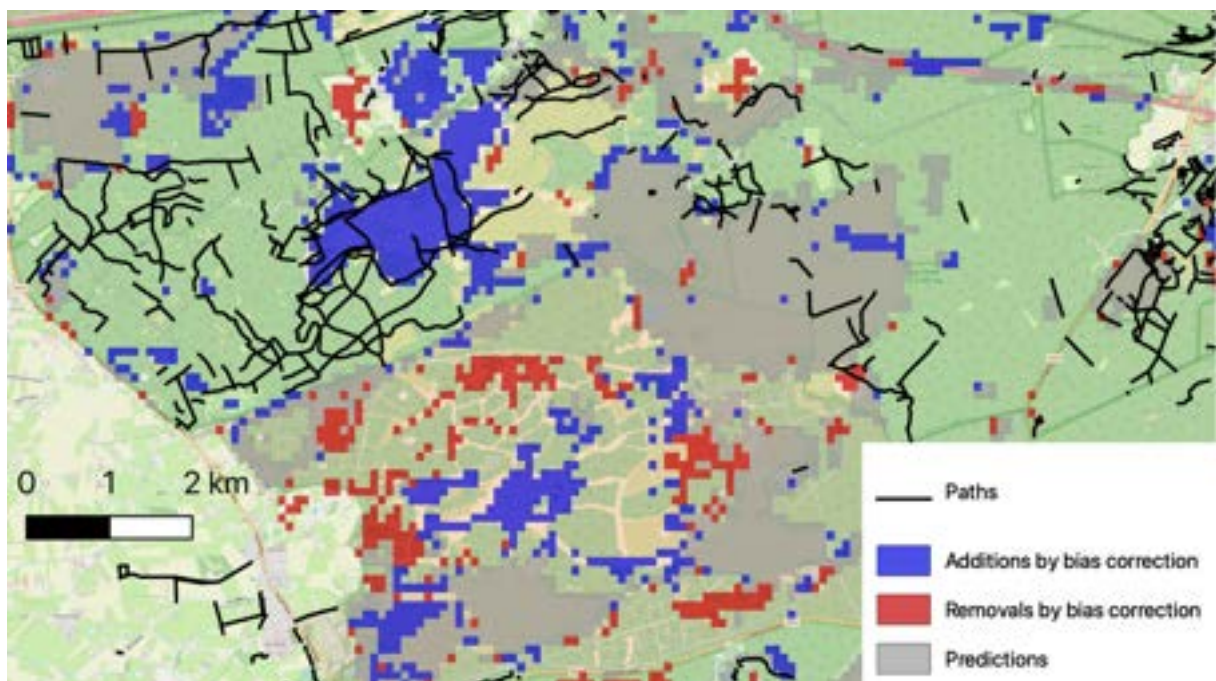 0 1 2 km
Paths
Additions by bias correction
Removals by bias correction
Predictions